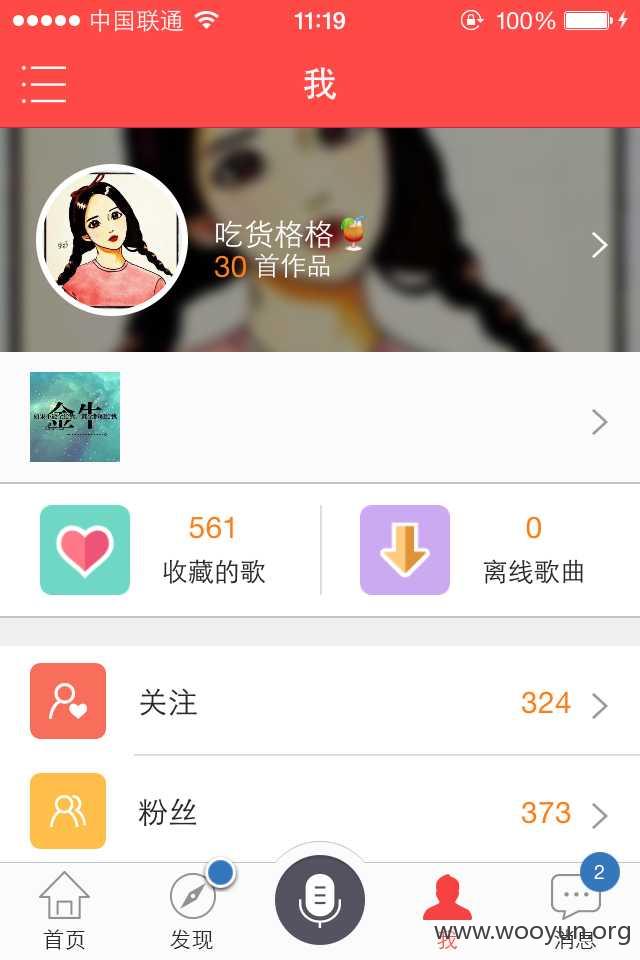 中国联通 11:19 100%
我
吃货格格
30 首作品
金牛
561 0
收藏的歌 离线歌曲
关注 324
粉丝 373
2
首页 发现 我 消息
www.wooyun.org